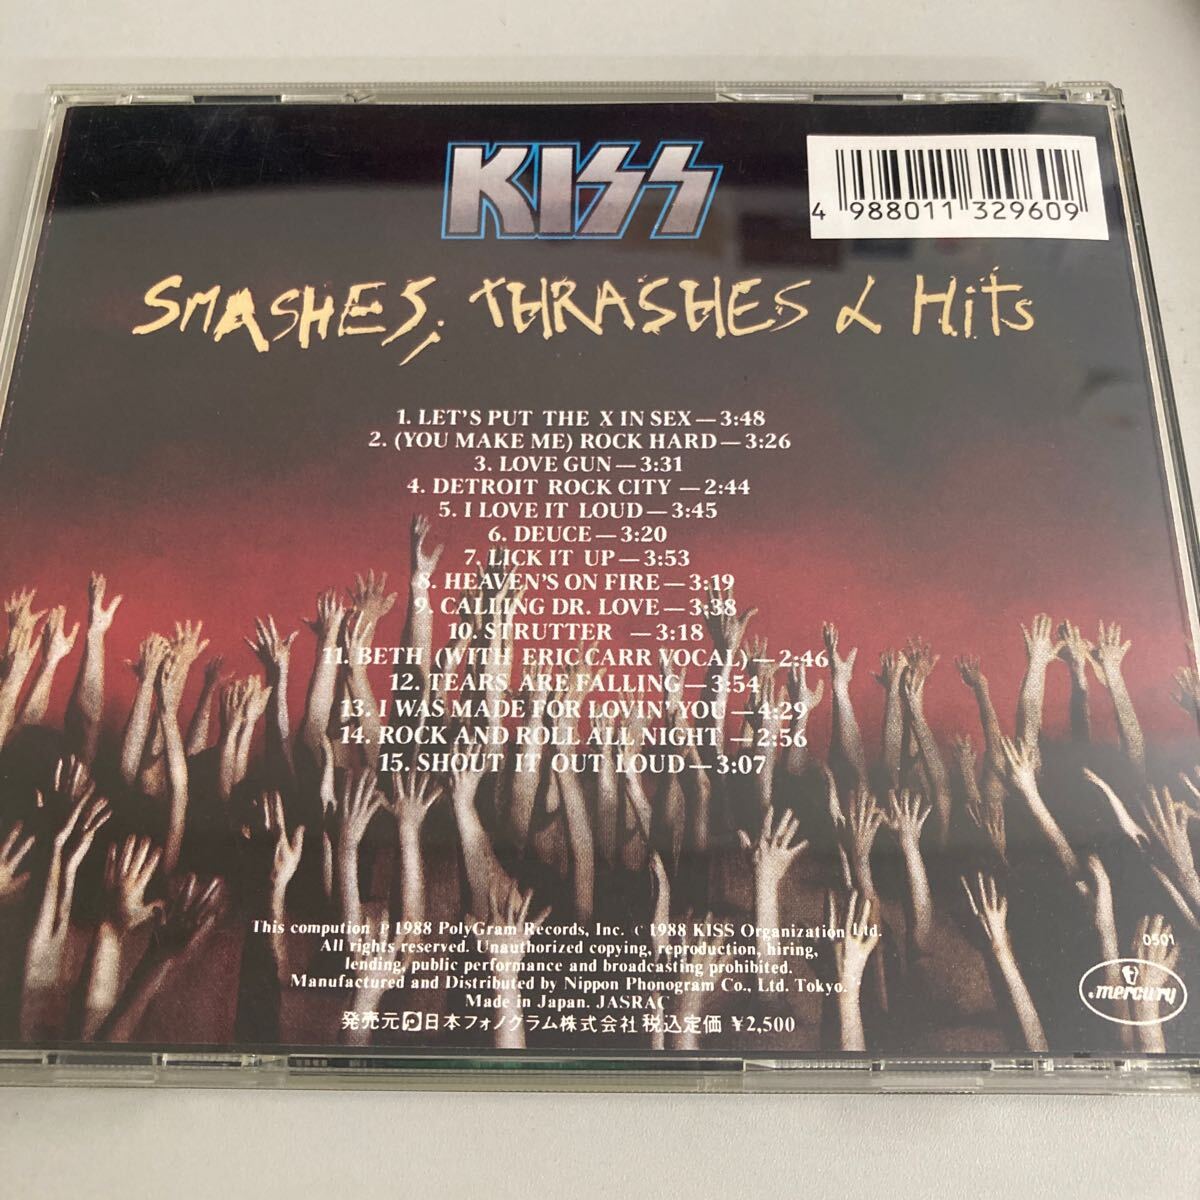 KISS
4 988011 329609
SMASHES, THRASHES & HitS
1. LET'S PUT THE X IN SEX—3:48
2. (YOU MAKE ME) ROCK HARD—3:26
3. LOVE GUN—3:31
4. DETROIT ROCK CITY—2:44
5. I LOVE IT LOUD—3:45
6. DEUCE—3:20
7. LICK IT UP—3:53
8. HEAVEN'S ON FIRE—3:19
9. CALLING DR. LOVE—3:38
10. STRUTTER —3:18
11. BETH (WITH ERIC CARR VOCAL)—2:46
12. TEARS ARE FALLING—3:54
13. I WAS MADE FOR LOVIN' YOU—4:29
14. ROCK AND ROLL ALL NIGHT—2:56
15. SHOUT IT OUT LOUD—3:07
This compution ℗ 1988 PolyGram Records, Inc. © 1988 KISS Organization Ltd.
All rights reserved. Unauthorized copying, reproduction, hiring,
lending, public performance and broadcasting prohibited.
Manufactured and Distributed by Nippon Phonogram Co., Ltd. Tokyo.
Made in Japan. JASRAC
発売元 日本フォノグラム株式会社 税込定価 ¥2,500
0501
mercury